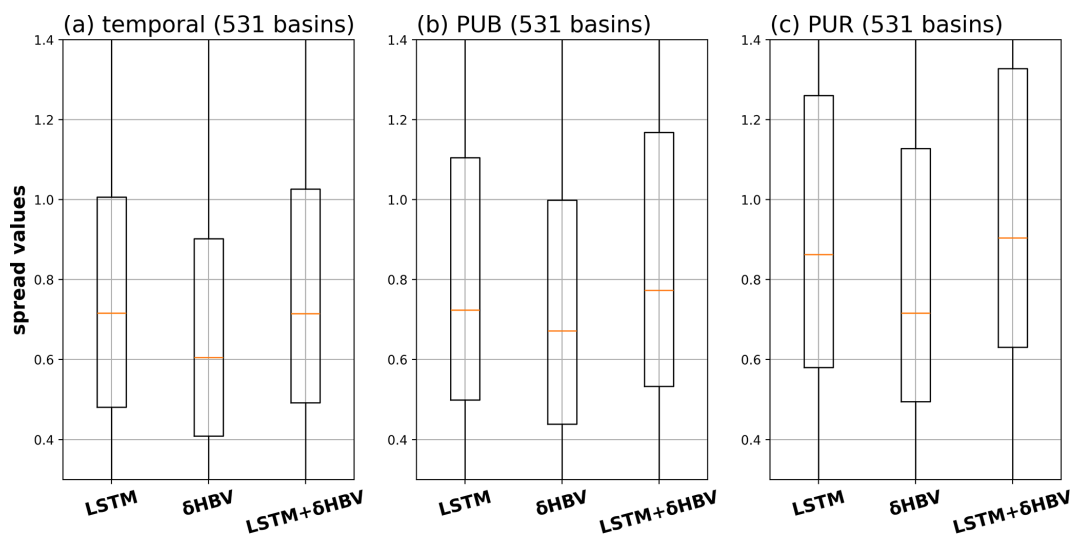 (a) temporal (531 basins)
(b) PUB (531 basins)
(c) PUR (531 basins)
spread values
1.4
1.2
1.0
0.8
0.6
0.4
LSTM
δHBV
LSTM+δHBV
1.4
1.2
1.0
0.8
0.6
0.4
LSTM
δHBV
LSTM+δHBV
1.4
1.2
1.0
0.8
0.6
0.4
LSTM
δHBV
LSTM+δHBV